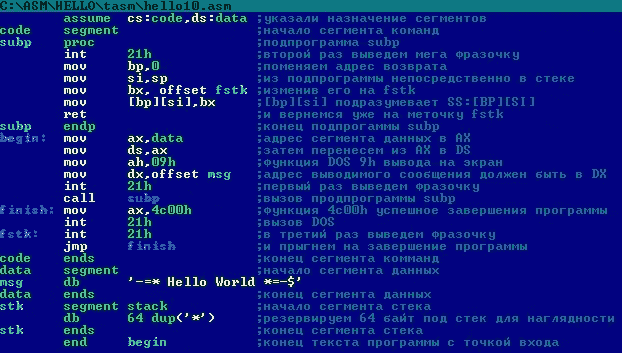 C:\ASM\HELLO\tasm\hello10.asm
assume cs:code,ds:data ;указали назначение сегментов
code segment ;начало сегмента команд
subp proc ;подпрограмма subp
int 21h ;второй раз выведем мега фразочку
mov bp,0 ;поменяем адрес возврата
mov si,sp ;из подпрограммы непосредственно в стеке
mov bx, offset fstk ;изменив его на fstk
mov [bp][si],bx ;[bp][si] подразумевает SS:[BP][SI]
ret ;и вернемся уже на меточку fstk
subp endp ;конец подпрограммы subp
begin: mov ax,data ;адрес сегмента данных в AX
mov ds,ax ;затем перенесем из AX в DS
mov ah,09h ;функция DOS 9h вывода на экран
mov dx,offset msg ;адрес выводимого сообщения должен быть в DX
int 21h ;первый раз выведем фразочку
call subp ;вызов продпрограммы subp
finish: mov ax,4c00h ;функция 4c00h успешное завершения программы
int 21h ;вызов DOS
fstk: int 21h ;в третий раз выведем фразочку
jmp finish ;и прыгнем на завершение программы
code ends ;конец сегмента комманд
data segment ;начало сегмента данных
msg db '-=* Hello World *=-$'
data ends ;конец сегмента данных
stk segment stack ;начало сегмента стека
db 64 dup('*') ;резервируем 64 байт под стек для наглядности
stk ends ;конец сегмента стека
end begin ;конец текста программы с точкой входа